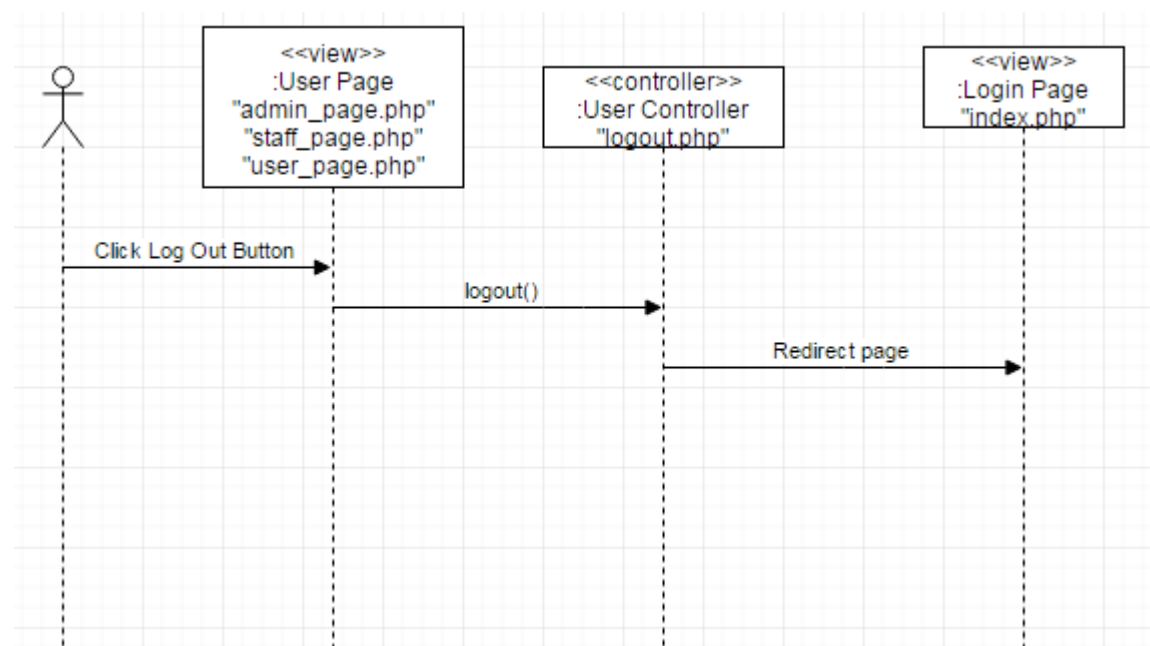 <<view>>
:User Page
"admin_page.php"
"staff_page.php"
"user_page.php"
<<controller>>
:User Controller
"logout.php"
<<view>>
:Login Page
"index.php"
Click Log Out Button
logout()
Redirect page